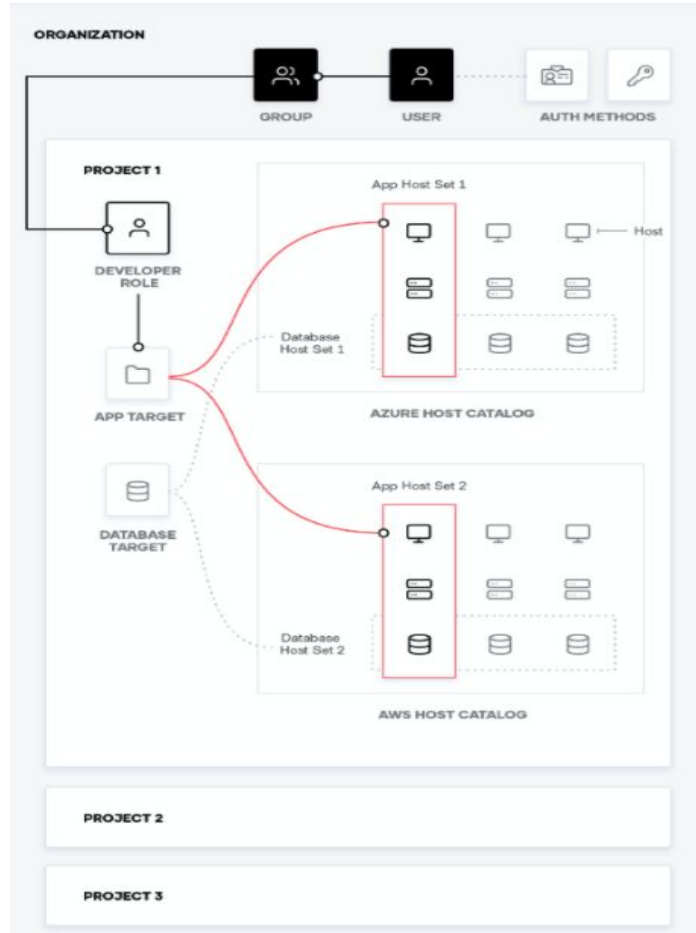 ORGANIZATION
GROUP
USER
AUTH METHODS
PROJECT 1
App Host Set 1
Host
DEVELOPER
ROLE
Database
Host Set 1
APP TARGET
AZURE HOST CATALOG
App Host Set 2
DATABASE
TARGET
Database
Host Set 2
AWS HOST CATALOG
PROJECT 2
PROJECT 3